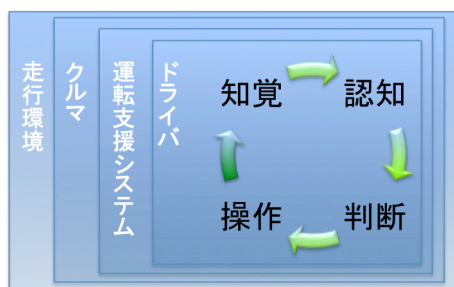 走行環境
クルマ
運転支援システム
ドライバ
知覚
認知
操作
判断